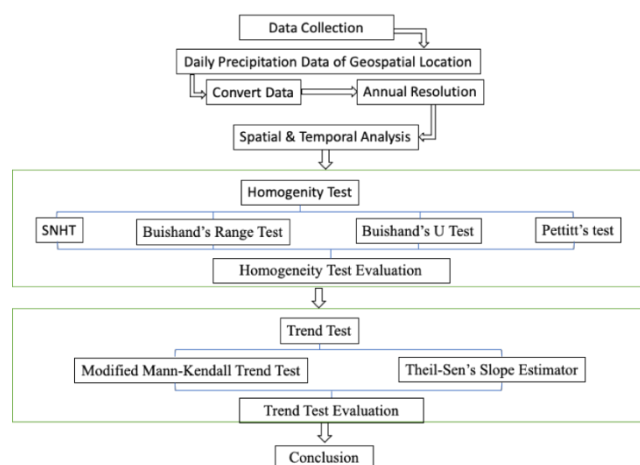 Data Collection
Daily Precipitation Data of Geospatial Location
Convert Data
Annual Resolution
Spatial & Temporal Analysis
Homogenity Test
SNHT
Buishand's Range Test
Buishand's U Test
Pettitt's test
Homogeneity Test Evaluation
Trend Test
Modified Mann-Kendall Trend Test
Theil-Sen's Slope Estimator
Trend Test Evaluation
Conclusion